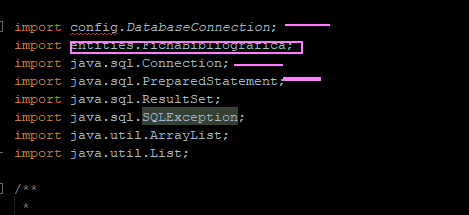 import config.DatabaseConnection;
import entities.FichaBibliografica;
import java.sql.Connection;
import java.sql.PreparedStatement;
import java.sql.ResultSet;
import java.sql.SQLException;
import java.util.ArrayList;
import java.util.List;
/**
*